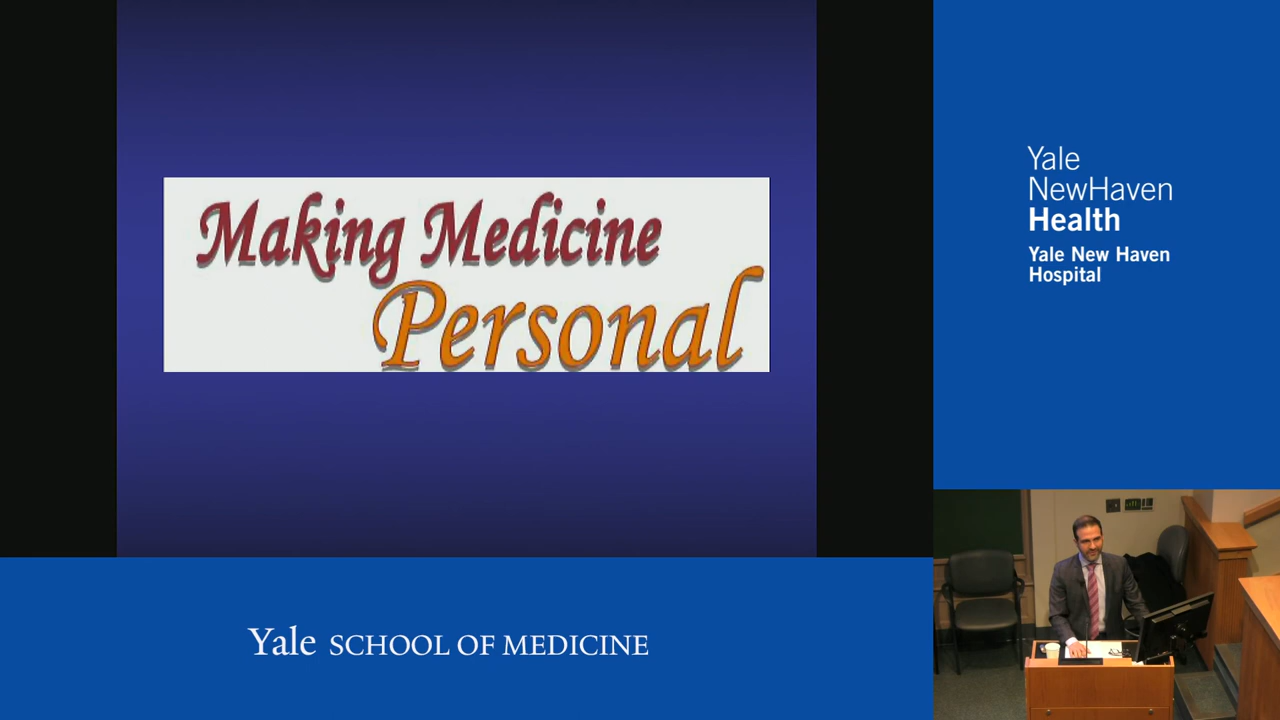 Making Medicine
Personal
Yale
NewHaven
Health
Yale New Haven
Hospital
Yale SCHOOL OF MEDICINE